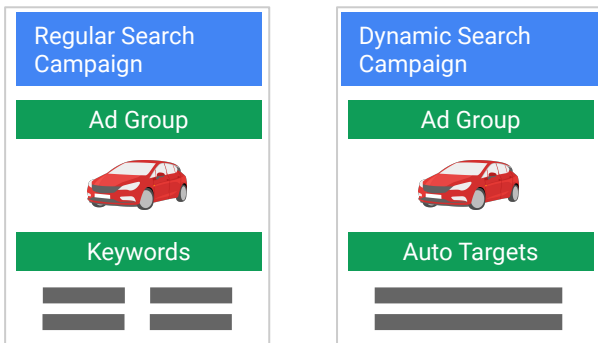 Regular Search
Campaign
Ad Group
Keywords
Dynamic Search
Campaign
Ad Group
Auto Targets